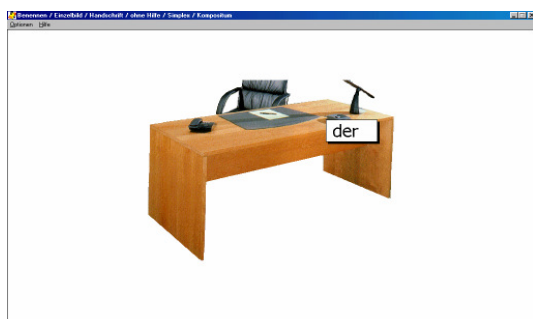 Benennen / Einzelbild / Handschrift / ohne Hilfe / Simplex / Kompositum
Optionen Hilfe
der